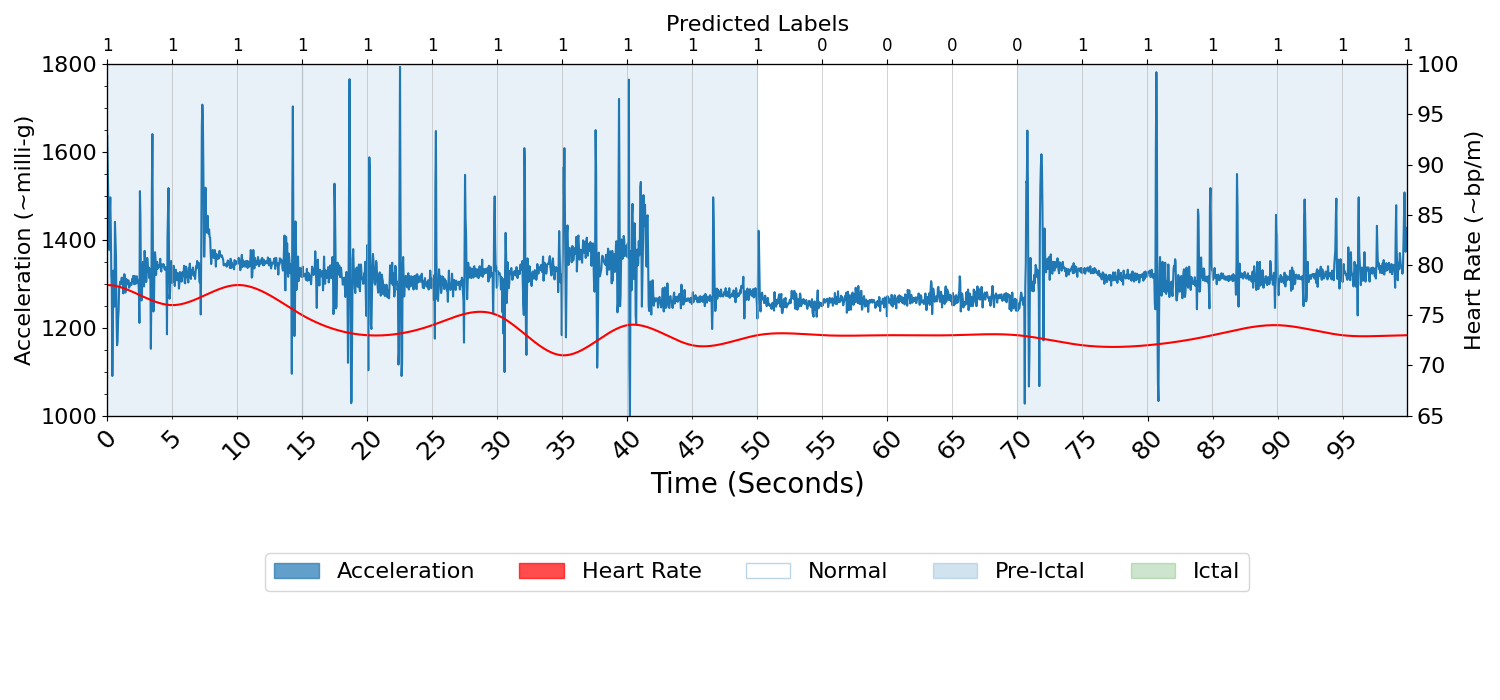 Predicted Labels
1 1 1 1 1 1 1 1 1 1 1 0 0 0 0 1 1 1 1 1 1
1800 1600 1400 1200 1000
Acceleration (~milli-g)
100 95 90 85 80 75 70 65
Heart Rate (~bp/m)
0 5 10 15 20 25 30 35 40 45 50 55 60 65 70 75 80 85 90 95
Time (Seconds)
Acceleration Heart Rate Normal Pre-Ictal Ictal